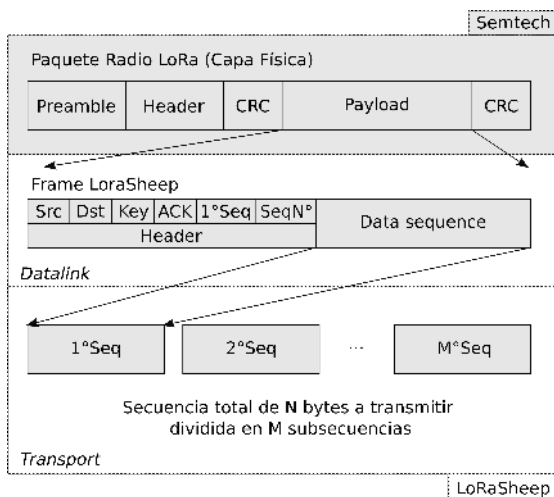 Semtech
Paquete Radio LoRa (Capa Física)
Preamble Header CRC Payload CRC
Frame LoraSheep
Src Dst Key ACK 1°Seq SeqN°
Header
Data sequence
Datalink
1°Seq 2°Seq ... M°Seq
Secuencia total de N bytes a transmitir
dividida en M subsecuencias
Transport
LoRaSheep